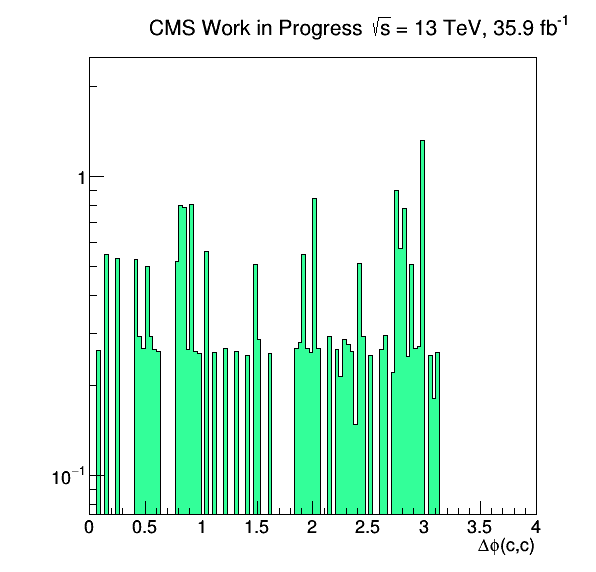 CMS Work in Progress √s = 13 TeV, 35.9 fb⁻¹
1
10⁻¹
0 0.5 1 1.5 2 2.5 3 3.5 4
Δϕ(c,c)